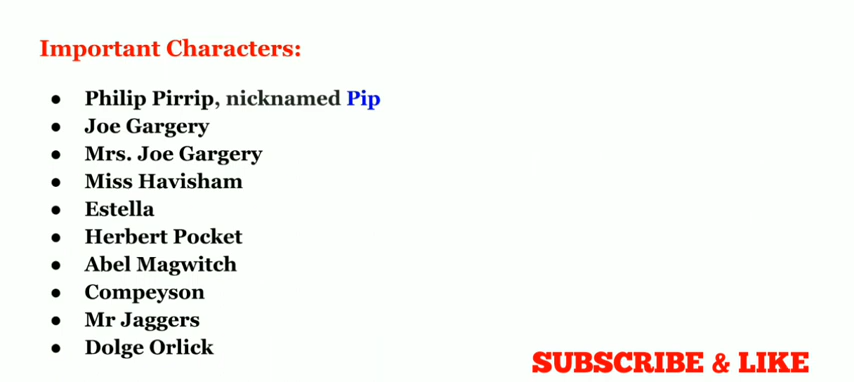 Important Characters:
● Philip Pirrip, nicknamed Pip
● Joe Gargery
● Mrs. Joe Gargery
● Miss Havisham
● Estella
● Herbert Pocket
● Abel Magwitch
● Compeyson
● Mr Jaggers
● Dolge Orlick
SUBSCRIBE & LIKE